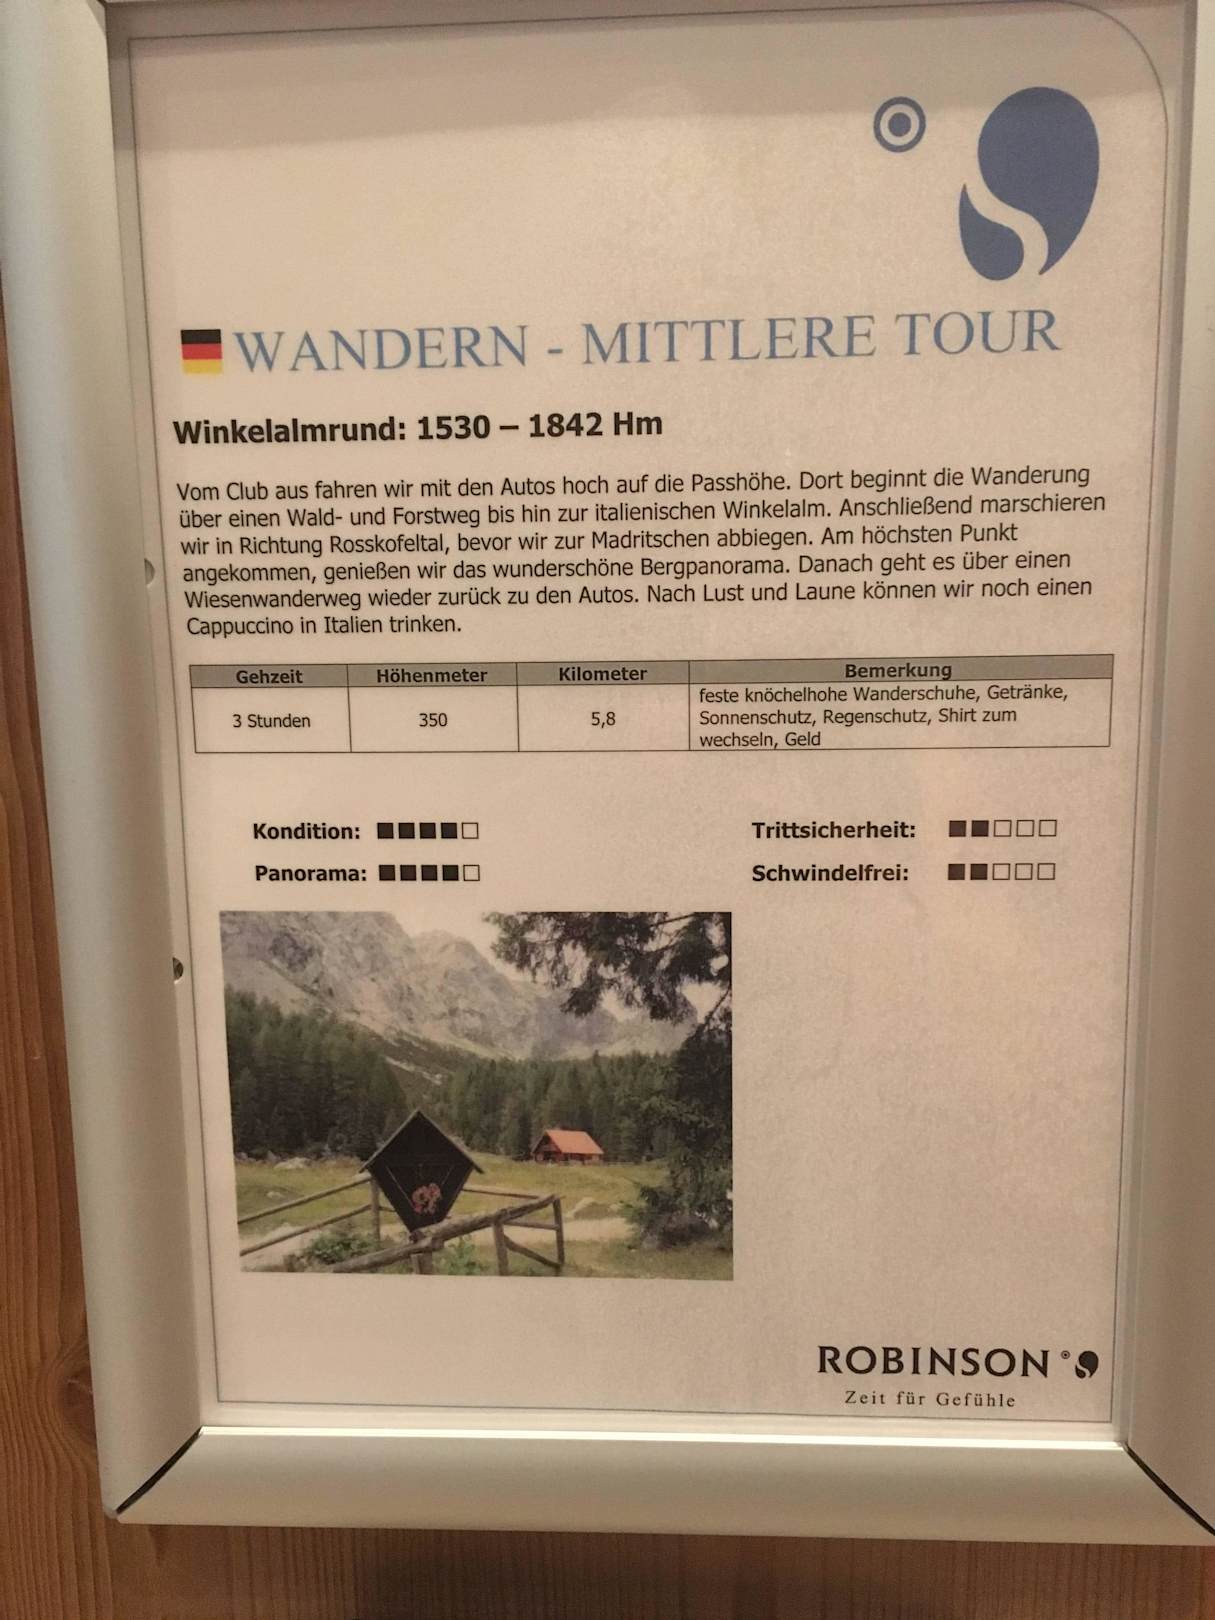 WANDERN - MITTLERE TOUR
Winkelalmrund: 1530 – 1842 Hm
Vom Club aus fahren wir mit den Autos hoch auf die Passhöhe. Dort beginnt die Wanderung
über einen Wald- und Forstweg bis hin zur italienischen Winkelalm. Anschließend marschieren
wir in Richtung Rosskofeltal, bevor wir zur Madritschen abbiegen. Am höchsten Punkt
angekommen, genießen wir das wunderschöne Bergpanorama. Danach geht es über einen
Wiesenwanderweg wieder zurück zu den Autos. Nach Lust und Laune können wir noch einen
Cappuccino in Italien trinken.
Gehzeit Höhenmeter Kilometer Bemerkung
3 Stunden 350 5,8 feste knöchelhohe Wanderschuhe, Getränke,
Sonnenschutz, Regenschutz, Shirt zum
wechseln, Geld
Kondition: ■■■■□ Trittsicherheit: ■■□□□
Panorama: ■■■■□ Schwindelfrei: ■■□□□
ROBINSON
Zeit für Gefühle